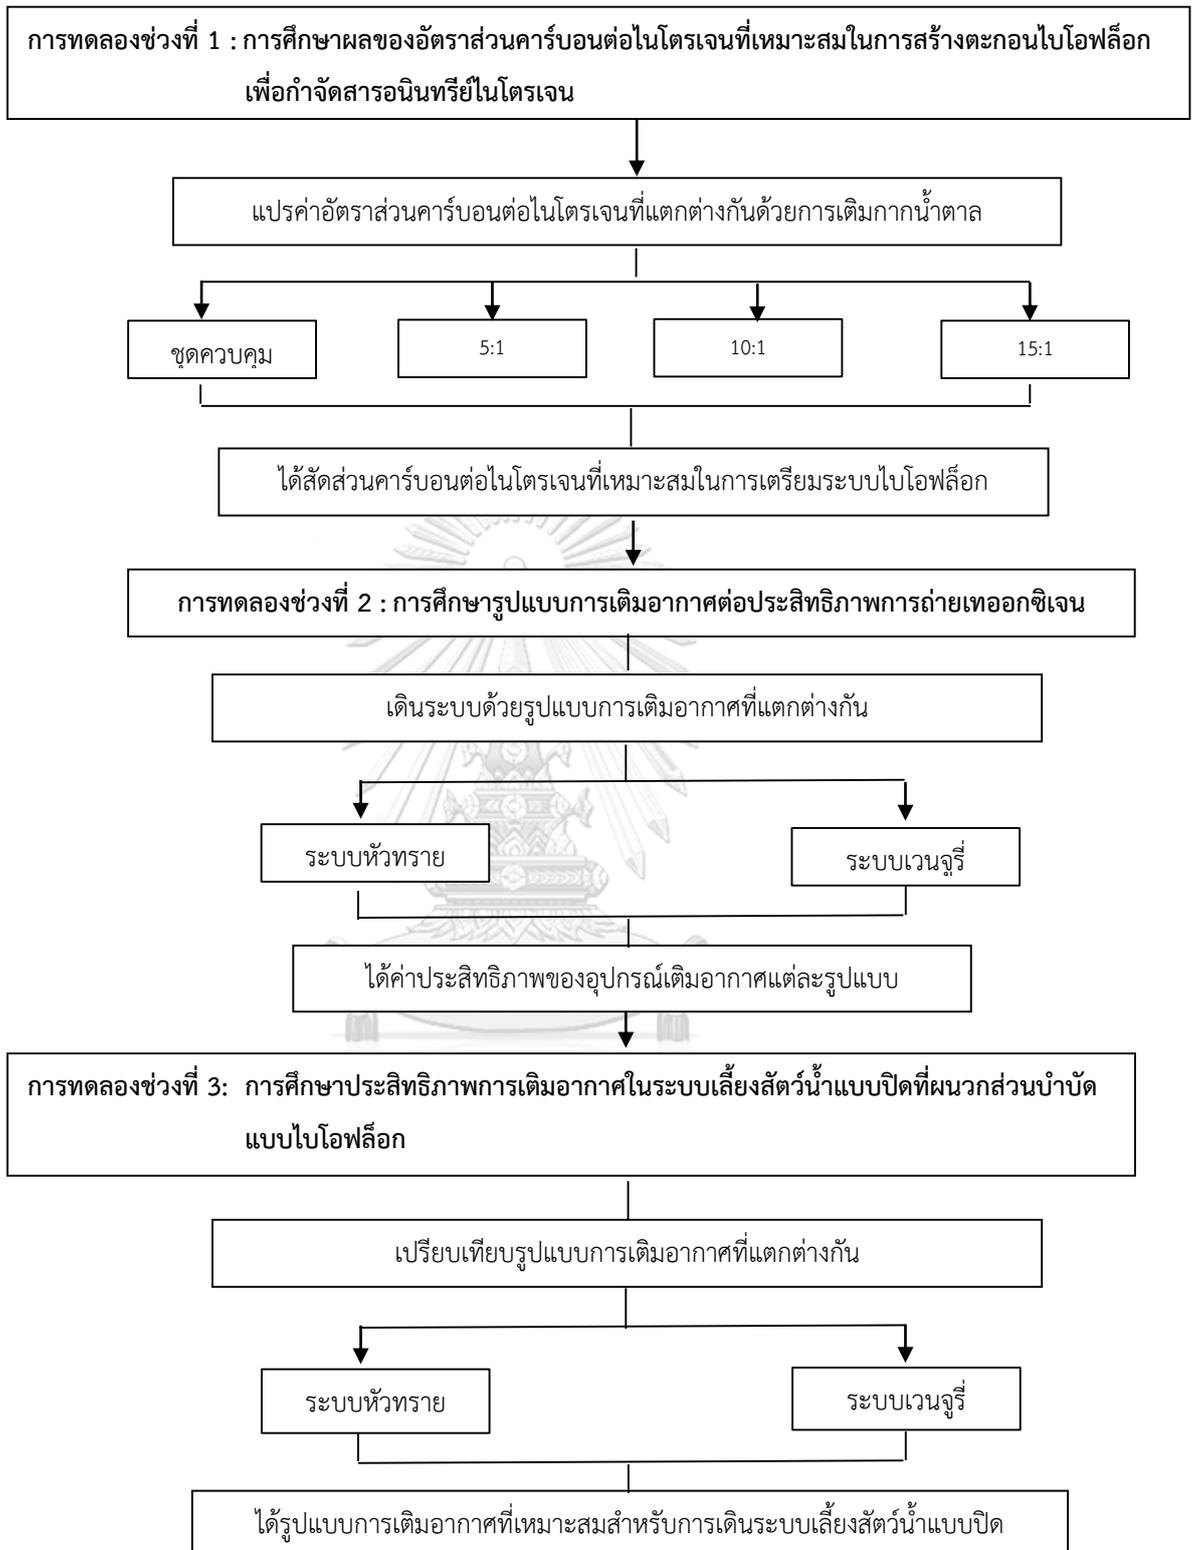 การทดลองช่วงที่ 1 : การศึกษาผลของอัตราส่วนคาร์บอนต่อไนโตรเจนที่เหมาะสมในการสร้างตะกอนไบโอฟล็อก
เพื่อกำจัดสารอนินทรีย์ไนโตรเจน
แปรค่าอัตราส่วนคาร์บอนต่อไนโตรเจนที่แตกต่างกันด้วยการเติมกากน้ำตาล
ชุดควบคุม
5:1
10:1
15:1
ได้สัดส่วนคาร์บอนต่อไนโตรเจนที่เหมาะสมในการเตรียมระบบไบโอฟล็อก
การทดลองช่วงที่ 2 : การศึกษารูปแบบการเติมอากาศต่อประสิทธิภาพการถ่ายเทออกซิเจน
เดินระบบด้วยรูปแบบการเติมอากาศที่แตกต่างกัน
ระบบหัวทราย
ระบบเวนจูรี่
ได้ค่าประสิทธิภาพของอุปกรณ์เติมอากาศแต่ละรูปแบบ
การทดลองช่วงที่ 3: การศึกษาประสิทธิภาพการเติมอากาศในระบบเลี้ยงสัตว์น้ำแบบปิดที่ผนวกส่วนบำบัด
แบบไบโอฟล็อก
เปรียบเทียบรูปแบบการเติมอากาศที่แตกต่างกัน
ระบบหัวทราย
ระบบเวนจูรี่
ได้รูปแบบการเติมอากาศที่เหมาะสมสำหรับการเดินระบบเลี้ยงสัตว์น้ำแบบปิด